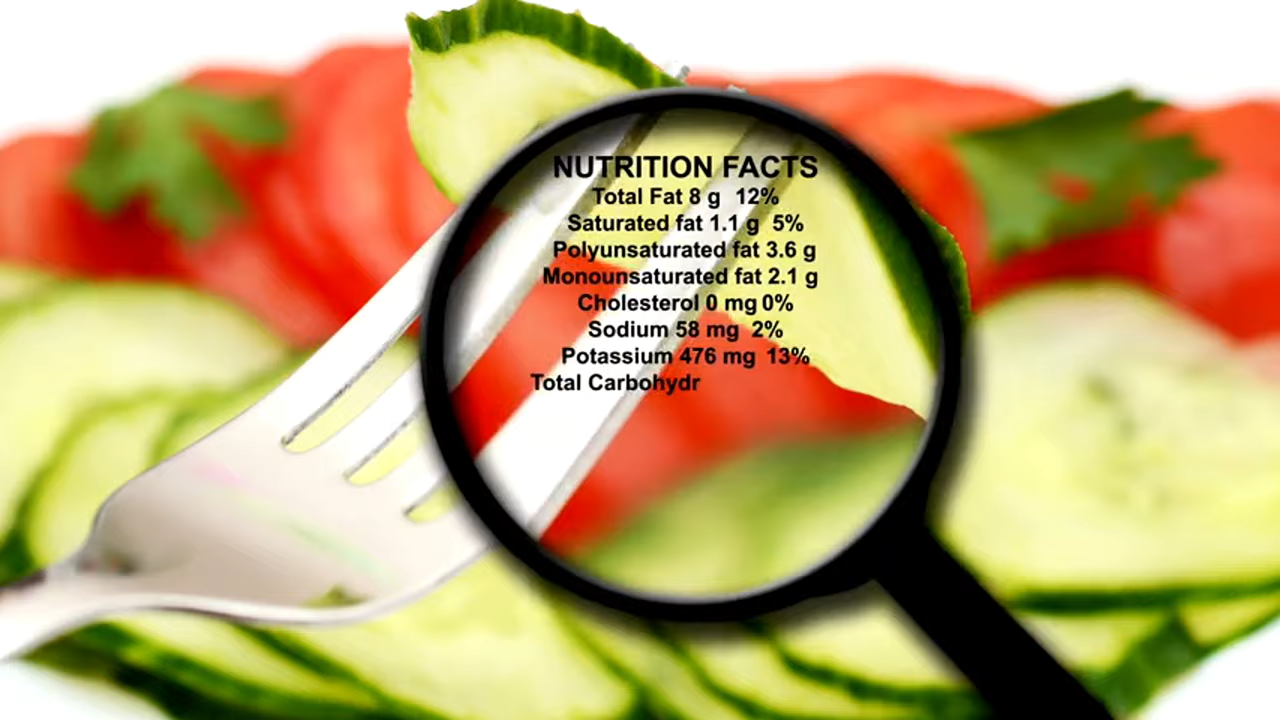 NUTRITION FACTS
Total Fat 8 g 12%
Saturated fat 1.1 g 5%
Polyunsaturated fat 3.6 g
Monounsaturated fat 2.1 g
Cholesterol 0 mg 0%
Sodium 58 mg 2%
Potassium 476 mg 13%
Total Carbohydr